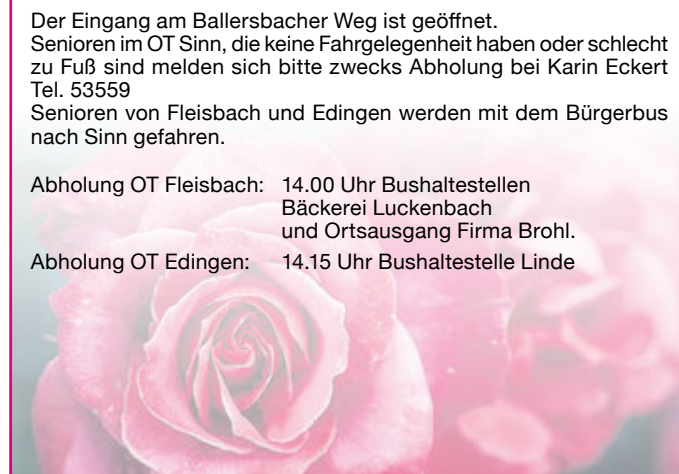 Der Eingang am Ballersbacher Weg ist geöffnet.
Senioren im OT Sinn, die keine Fahrgelegenheit haben oder schlecht
zu Fuß sind melden sich bitte zwecks Abholung bei Karin Eckert
Tel. 53559
Senioren von Fleisbach und Edingen werden mit dem Bürgerbus
nach Sinn gefahren.
Abholung OT Fleisbach: 14.00 Uhr Bushaltestellen
Bäckerei Luckenbach
und Ortsausgang Firma Brohl.
Abholung OT Edingen: 14.15 Uhr Bushaltestelle Linde